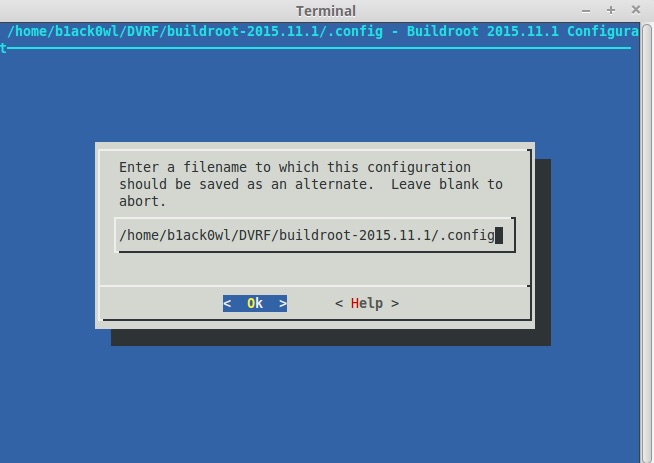 Terminal
/home/b1ack0wl/DVRF/buildroot-2015.11.1/.config - Buildroot 2015.11.1 Configura
t
Enter a filename to which this configuration
should be saved as an alternate.  Leave blank to
abort.
/home/b1ack0wl/DVRF/buildroot-2015.11.1/.config
<  Ok  > < Help >